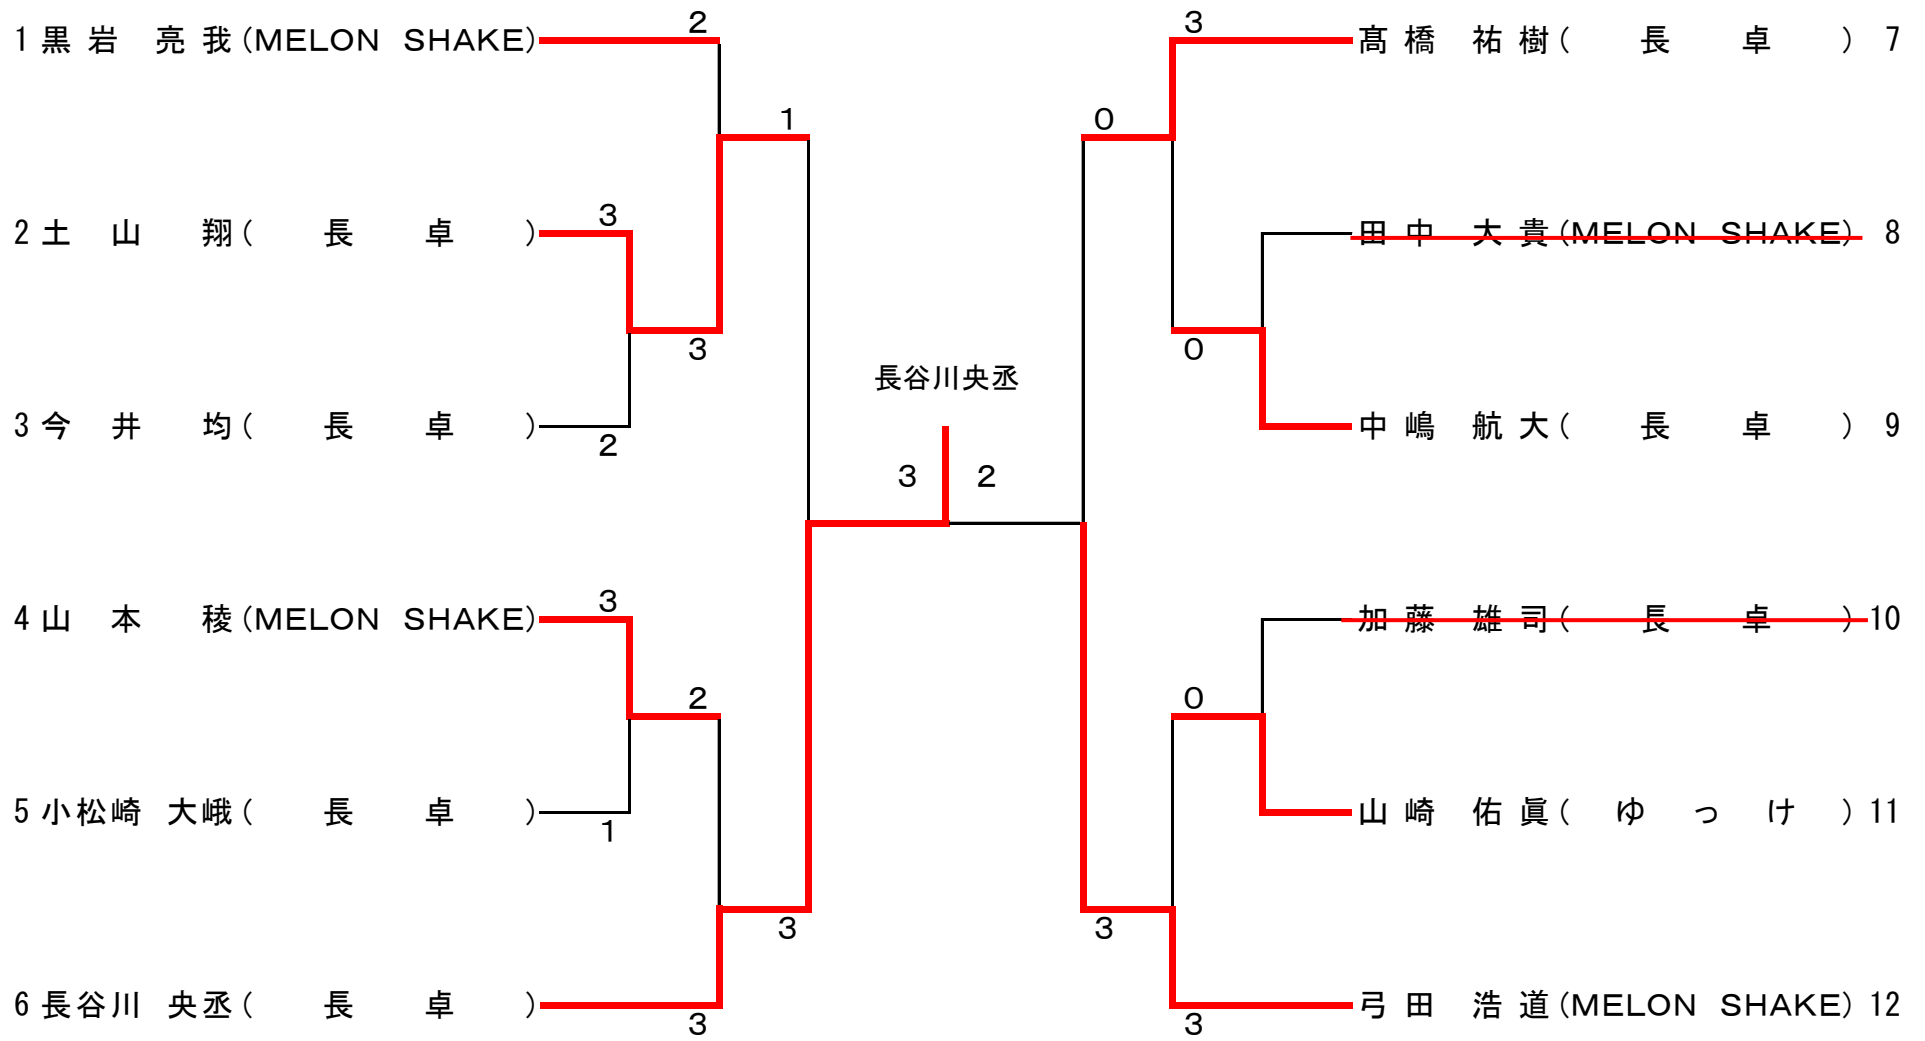 1 黒岩 亮我(MELON SHAKE)
2
2 土山 翔(長卓)
3
3
1
3 今井 均(長卓)
2
4 山本 稜(MELON SHAKE)
3
2
5 小松崎 大峨(長卓)
1
3
6 長谷川 央丞(長卓)
3
長谷川央丞
3 2
3
髙橋 祐樹(長卓) 7
0
田中 大貴(MELON SHAKE) 8
0
中嶋 航大(長卓) 9
加藤 雄司(長卓) 10
0
山崎 佑眞(ゆっけ) 11
3
弓田 浩道(MELON SHAKE) 12
3